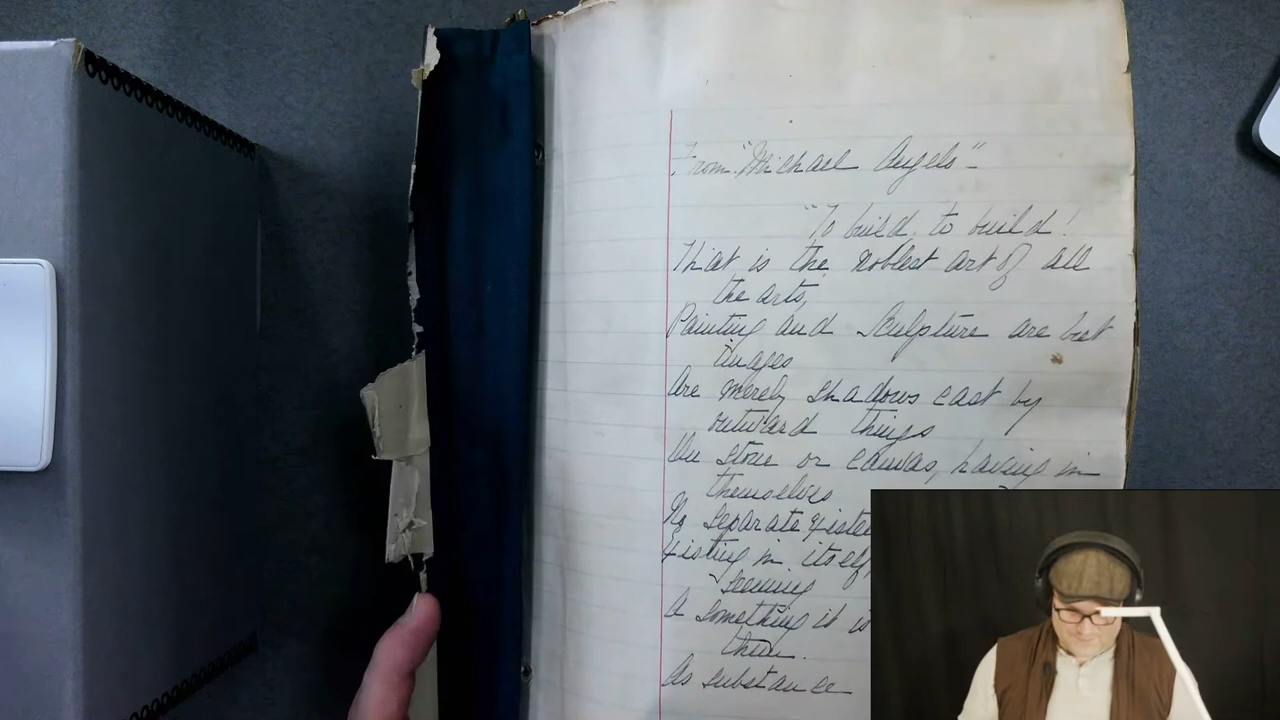 From "Michael Angelo"
"To build, to build!
That is the noblest art of all
the arts,
Painting and Sculpture are but
images
Are merely shadows cast by
outward things
On stone or canvas, having in
themselves
No separate existe
Existing in itself,
seeming
A something it is
them.
As substance